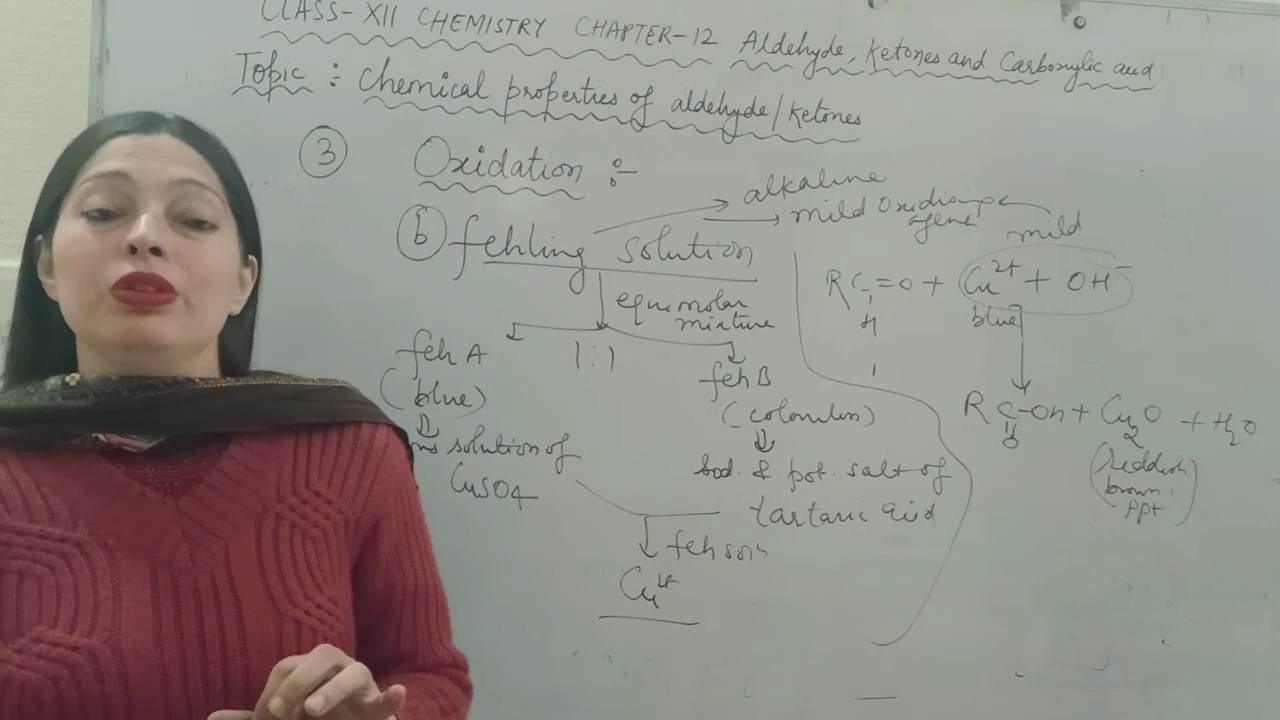 CLASS-XII CHEMISTRY CHAPTER-12 Aldehyde, Ketones and Carboxylic acid
Topic : Chemical properties of aldehyde/Ketones
③ Oxidation :-
ⓑ fehling solution
alkaline
mild Oxidising agent
equimolar mixture
1:1
feh A
(blue)
solution of
CuSO4
feh B
(colourless)
sod. & pot. salt of
tartaric acid
feh soln
mild
R C=O + Cu2+ + OH-
H
blue
R C-OH + Cu2O + H2O
O
(reddish
brown
ppt)